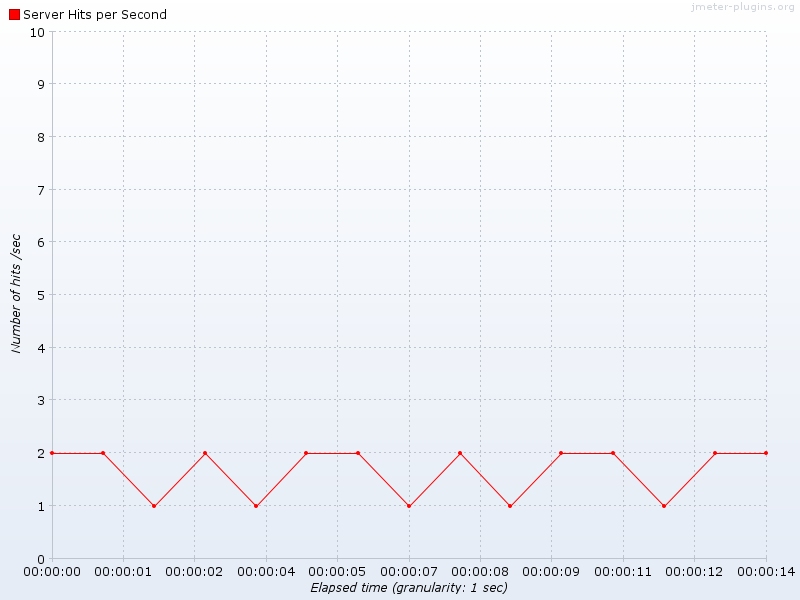 jmeter-plugins.org
Server Hits per Second
10
9
8
7
6
5
4
3
2
1
0
Number of hits /sec
00:00:00 00:00:01 00:00:02 00:00:04 00:00:05 00:00:07 00:00:08 00:00:09 00:00:11 00:00:12 00:00:14
Elapsed time (granularity: 1 sec)